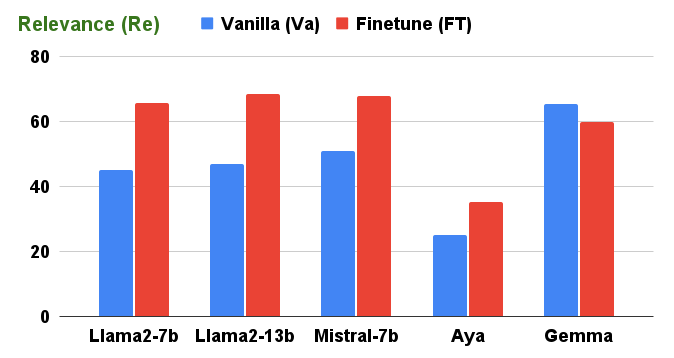 Relevance (Re) Vanilla (Va) Finetune (FT)
80
60
40
20
0
Llama2-7b Llama2-13b Mistral-7b Aya Gemma